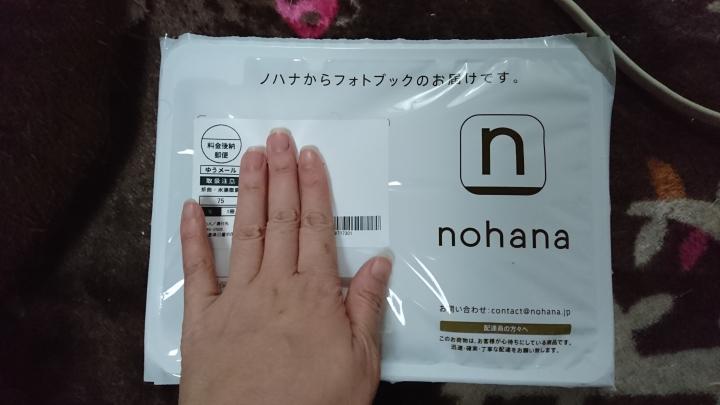 ノハナからフォトブックのお届けです。
料金後納
郵便
ゆうメール
取扱注意
75
n
nohana
お問い合わせ:contact@nohana.jp
配達員の方々へ
このお荷物は、お客様が心待ちにしている商品です。
迅速・確実・丁寧な配達をお願い致します。